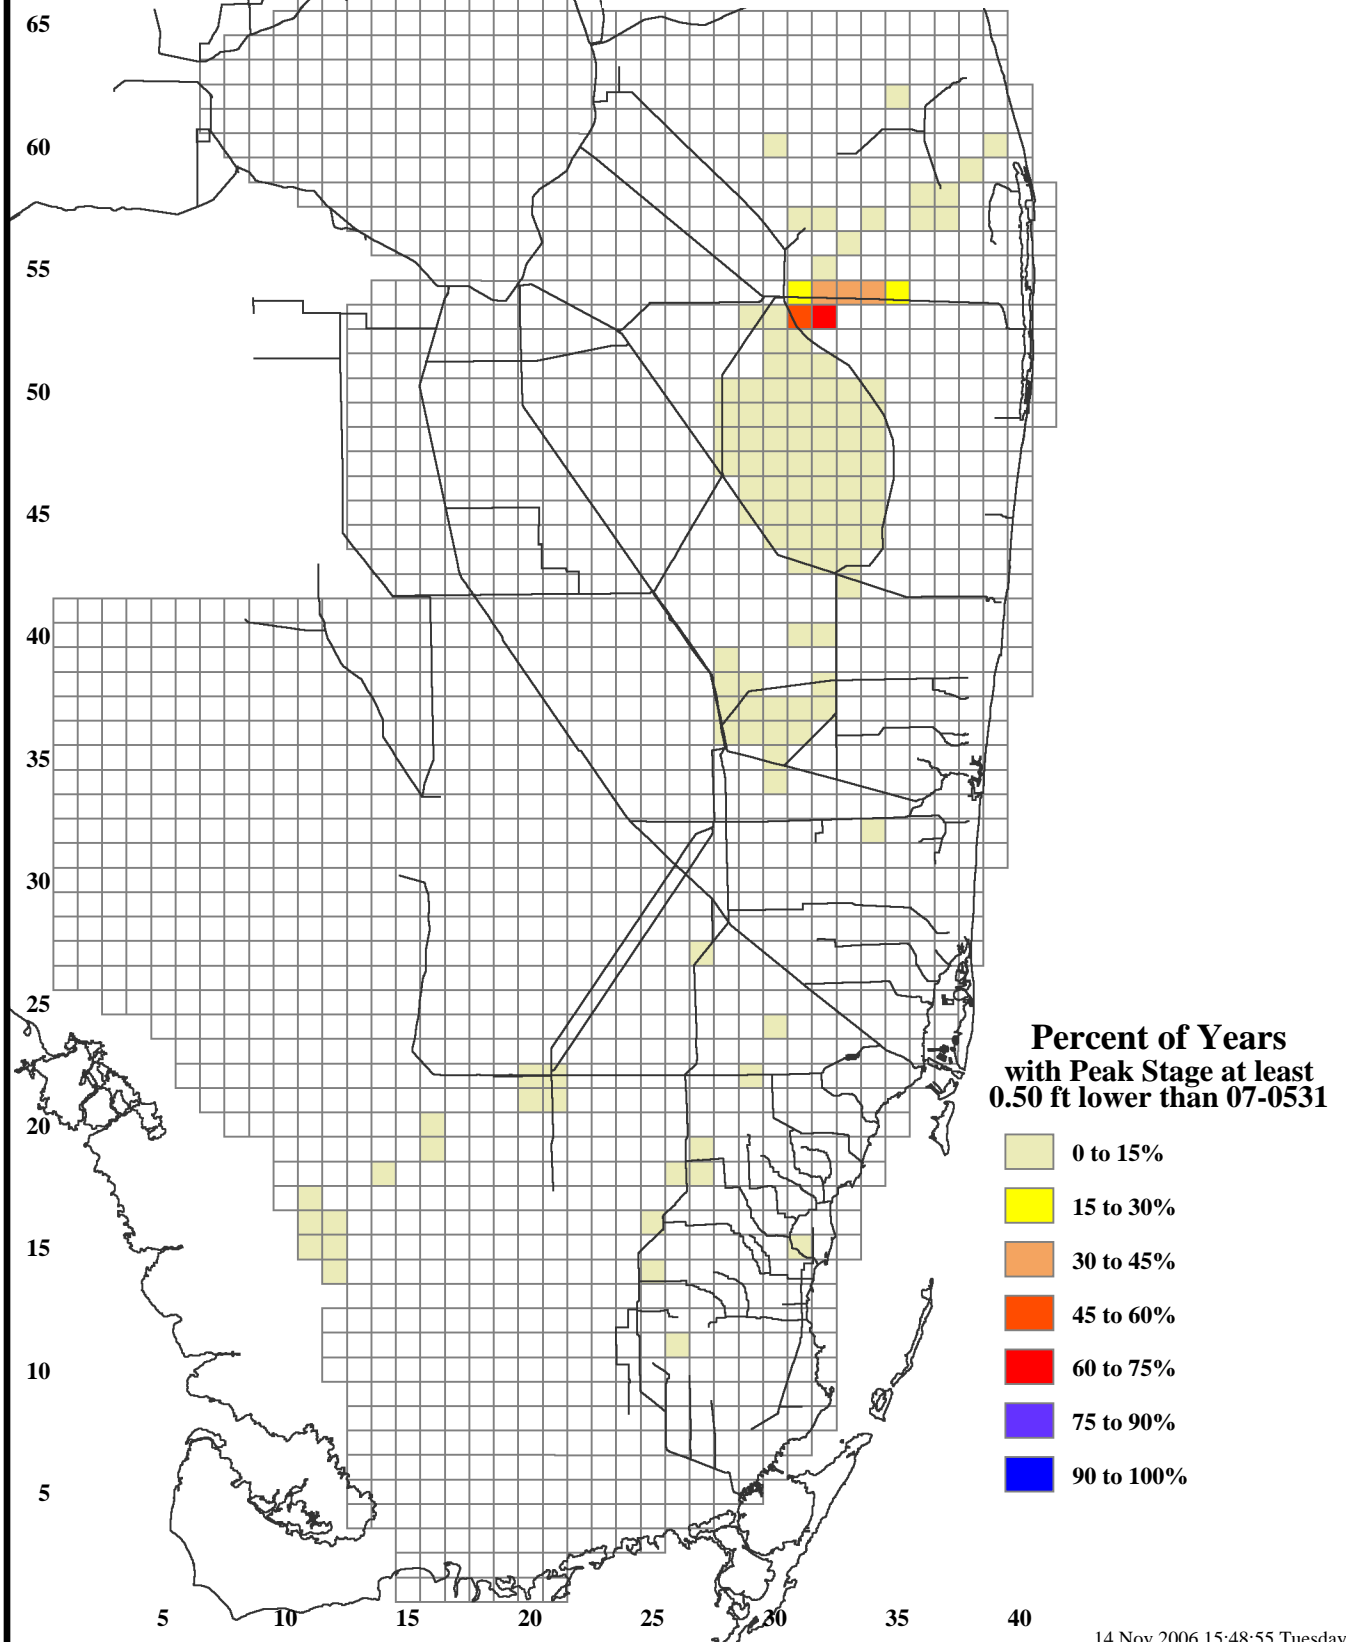 65
60
55
50
45
40
35
30
25
20
15
10
5
Percent of Years
with Peak Stage at least
0.50 ft lower than 07-0531
0 to 15%
15 to 30%
30 to 45%
45 to 60%
60 to 75%
75 to 90%
90 to 100%
5 10 15 20 25 30 35 40
14 Nov 2006 15:48:55 Tuesday